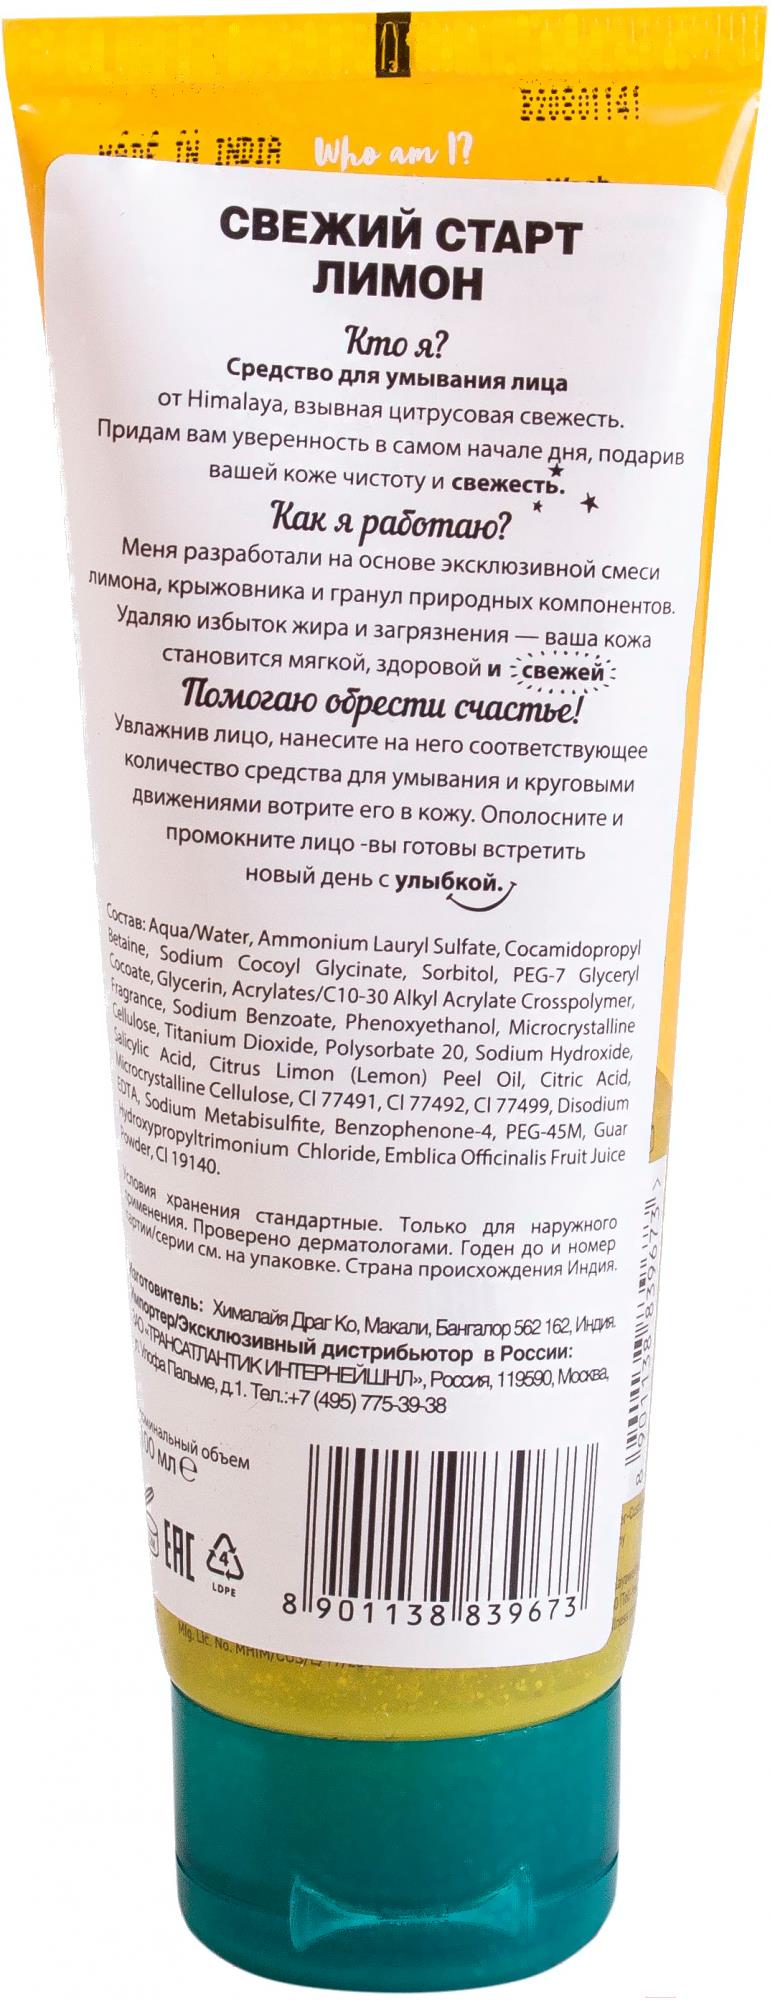 B20801141
MADE IN INDIA
Who am I?
Wash
СВЕЖИЙ СТАРТ
ЛИМОН
Кто я?
Средство для умывания лица
от Himalaya, взывная цитрусовая свежесть.
Придам вам уверенность в самом начале дня, подарив
вашей коже чистоту и свежесть.
Как я работаю?
Меня разработали на основе эксклюзивной смеси
лимона, крыжовника и гранул природных компонентов.
Удаляю избыток жира и загрязнения — ваша кожа
становится мягкой, здоровой и свежей
Помогаю обрести счастье!
Увлажнив лицо, нанесите на него соответствующее
количество средства для умывания и круговыми
движениями вотрите его в кожу. Ополосните и
промокните лицо -вы готовы встретить
новый день с улыбкой.
Состав: Aqua/Water, Ammonium Lauryl Sulfate, Cocamidopropyl
Betaine, Sodium Cocoyl Glycinate, Sorbitol, PEG-7 Glyceryl
Cocoate, Glycerin, Acrylates/C10-30 Alkyl Acrylate Crosspolymer,
Fragrance, Sodium Benzoate, Phenoxyethanol, Microcrystalline
Cellulose, Titanium Dioxide, Polysorbate 20, Sodium Hydroxide,
Salicylic Acid, Citrus Limon (Lemon) Peel Oil, Citric Acid,
Microcrystalline Cellulose, CI 77491, CI 77492, CI 77499, Disodium
EDTA, Sodium Metabisulfite, Benzophenone-4, PEG-45M, Guar
Hydroxypropyltrimonium Chloride, Emblica Officinalis Fruit Juice
Powder, CI 19140.
Условия хранения стандартные. Только для наружного
применения. Проверено дерматологами. Годен до и номер
партии/серии см. на упаковке. Страна происхождения Индия.
Изготовитель: Хималайя Драг Ко, Макали, Бангалор 562 162, Индия.
Импортер/Эксклюзивный дистрибьютор в России:
ЗАО «ТРАНСАТЛАНТИК ИНТЕРНЕЙШНЛ», Россия, 119590, Москва,
ул. Улофа Пальме, д.1. Тел.:+7 (495) 775-39-38
номинальный объем
100 мл ℮
EAC
4
LDPE
8 901138 839673
8 901138 839673 >
Mfg. Lic. No.